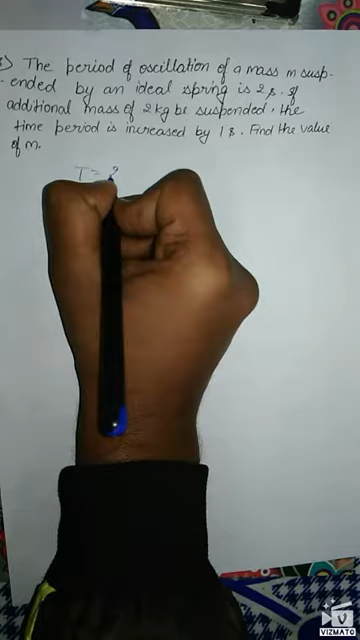 The period of oscillation of a mass m susp-
-ended by an ideal spring is 2 s. If
additional mass of 2 kg be suspended, the
time period is increased by 1 s. Find the value
of m.
T = 2
VIZMATO